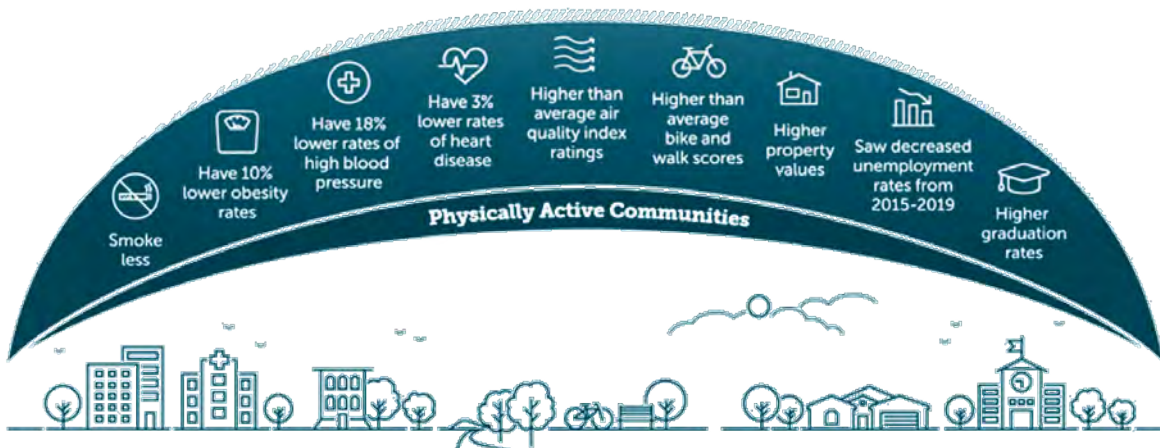 Smoke
less
Have 10%
lower obesity
rates
Have 18%
lower rates of
high blood
pressure
Have 3%
lower rates
of heart
disease
Higher than
average air
quality index
ratings
Higher than
average
bike and
walk scores
Higher
property
values
Saw decreased
unemployment
rates from
2015-2019
Higher
graduation
rates
Physically Active Communities